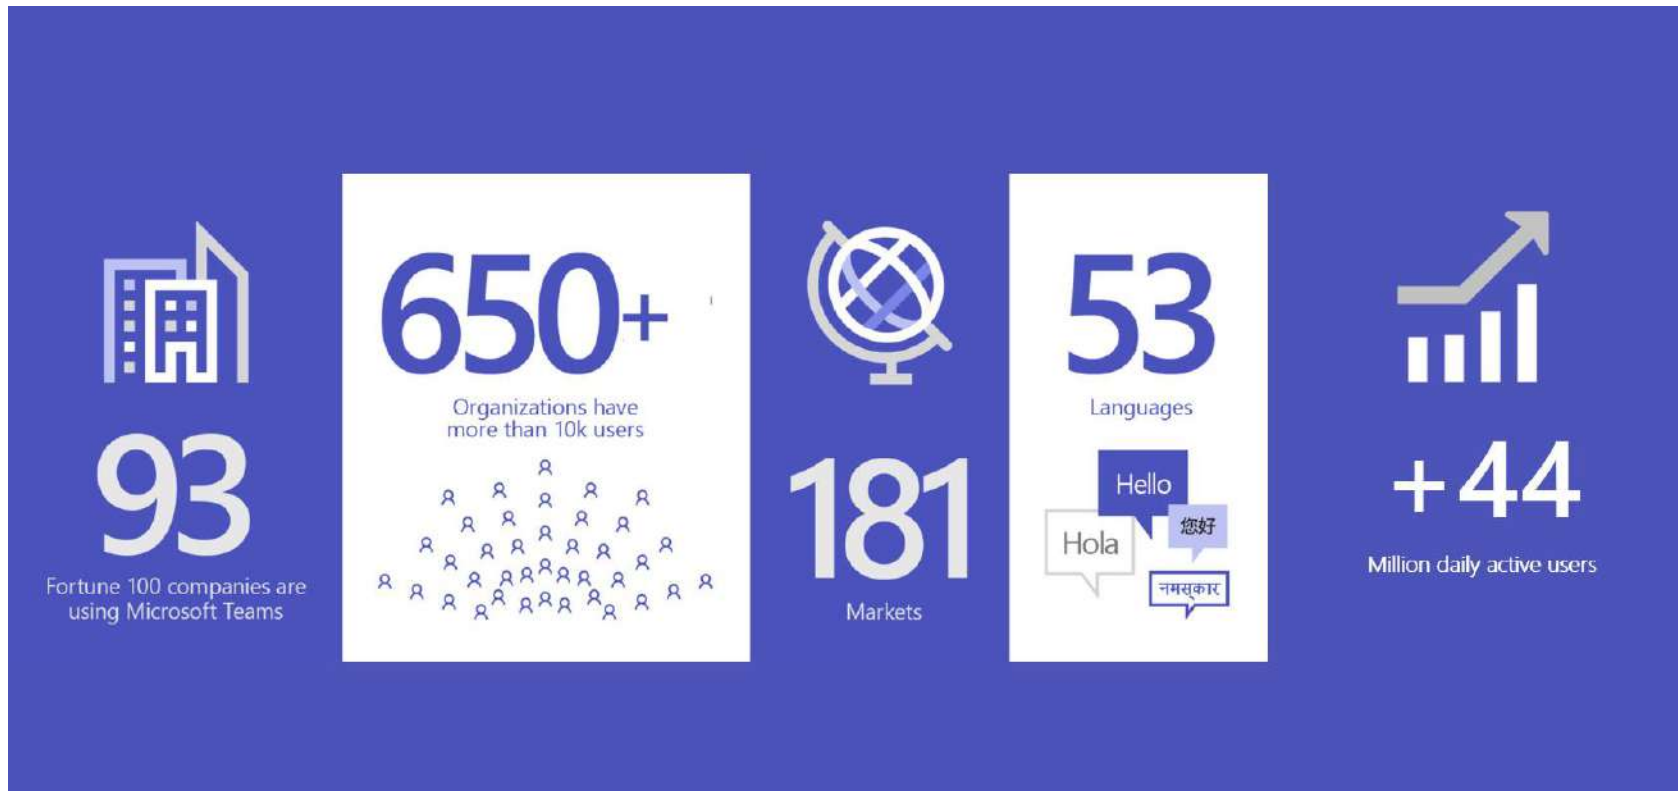 93
Fortune 100 companies are
using Microsoft Teams
650+
Organizations have
more than 10k users
181
Markets
53
Languages
Hello
您好
Hola
नमस्कार
+44
Million daily active users